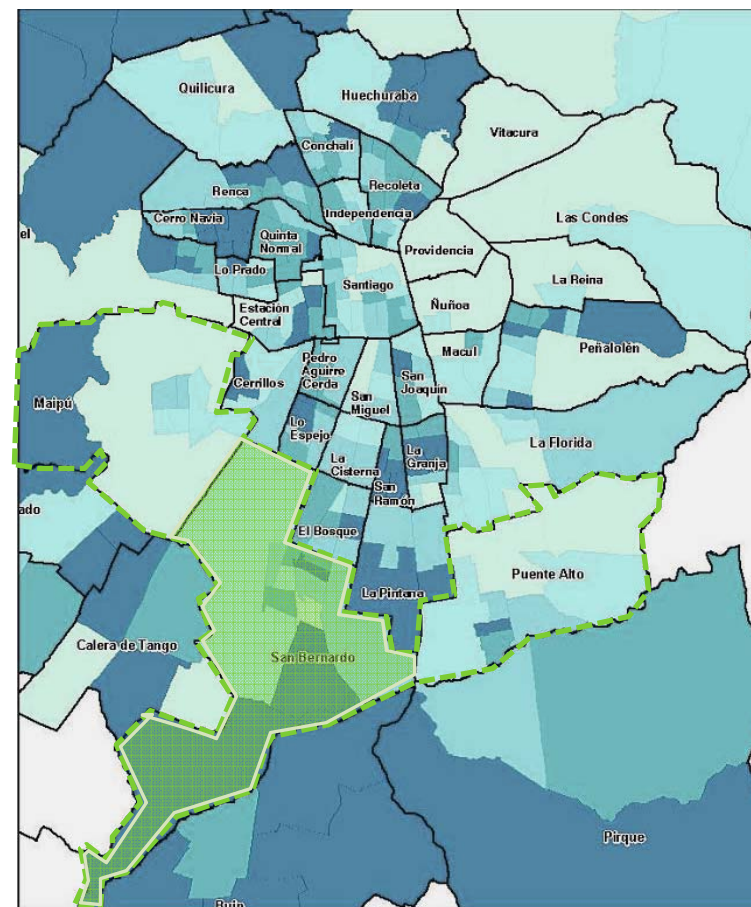 Quilicura
Huechuraba
Vitacura
Conchalí
Recoleta
Renca
Independencia
Cerro Navia
Las Condes
el
Quinta
Normal
Providencia
Lo Prado
La Reina
Santiago
Ñuñoa
Estación
Central
Macul
Peñalolén
Pedro
Aguirre
Cerda
San
Joaquín
Cerrillos
San
Miguel
Maipú
Lo
Espejo
La Florida
La
Cisterna
La
Granja
San
Ramón
ado
El Bosque
Puente Alto
La Pintana
Calera de Tango
San Bernardo
Pirque